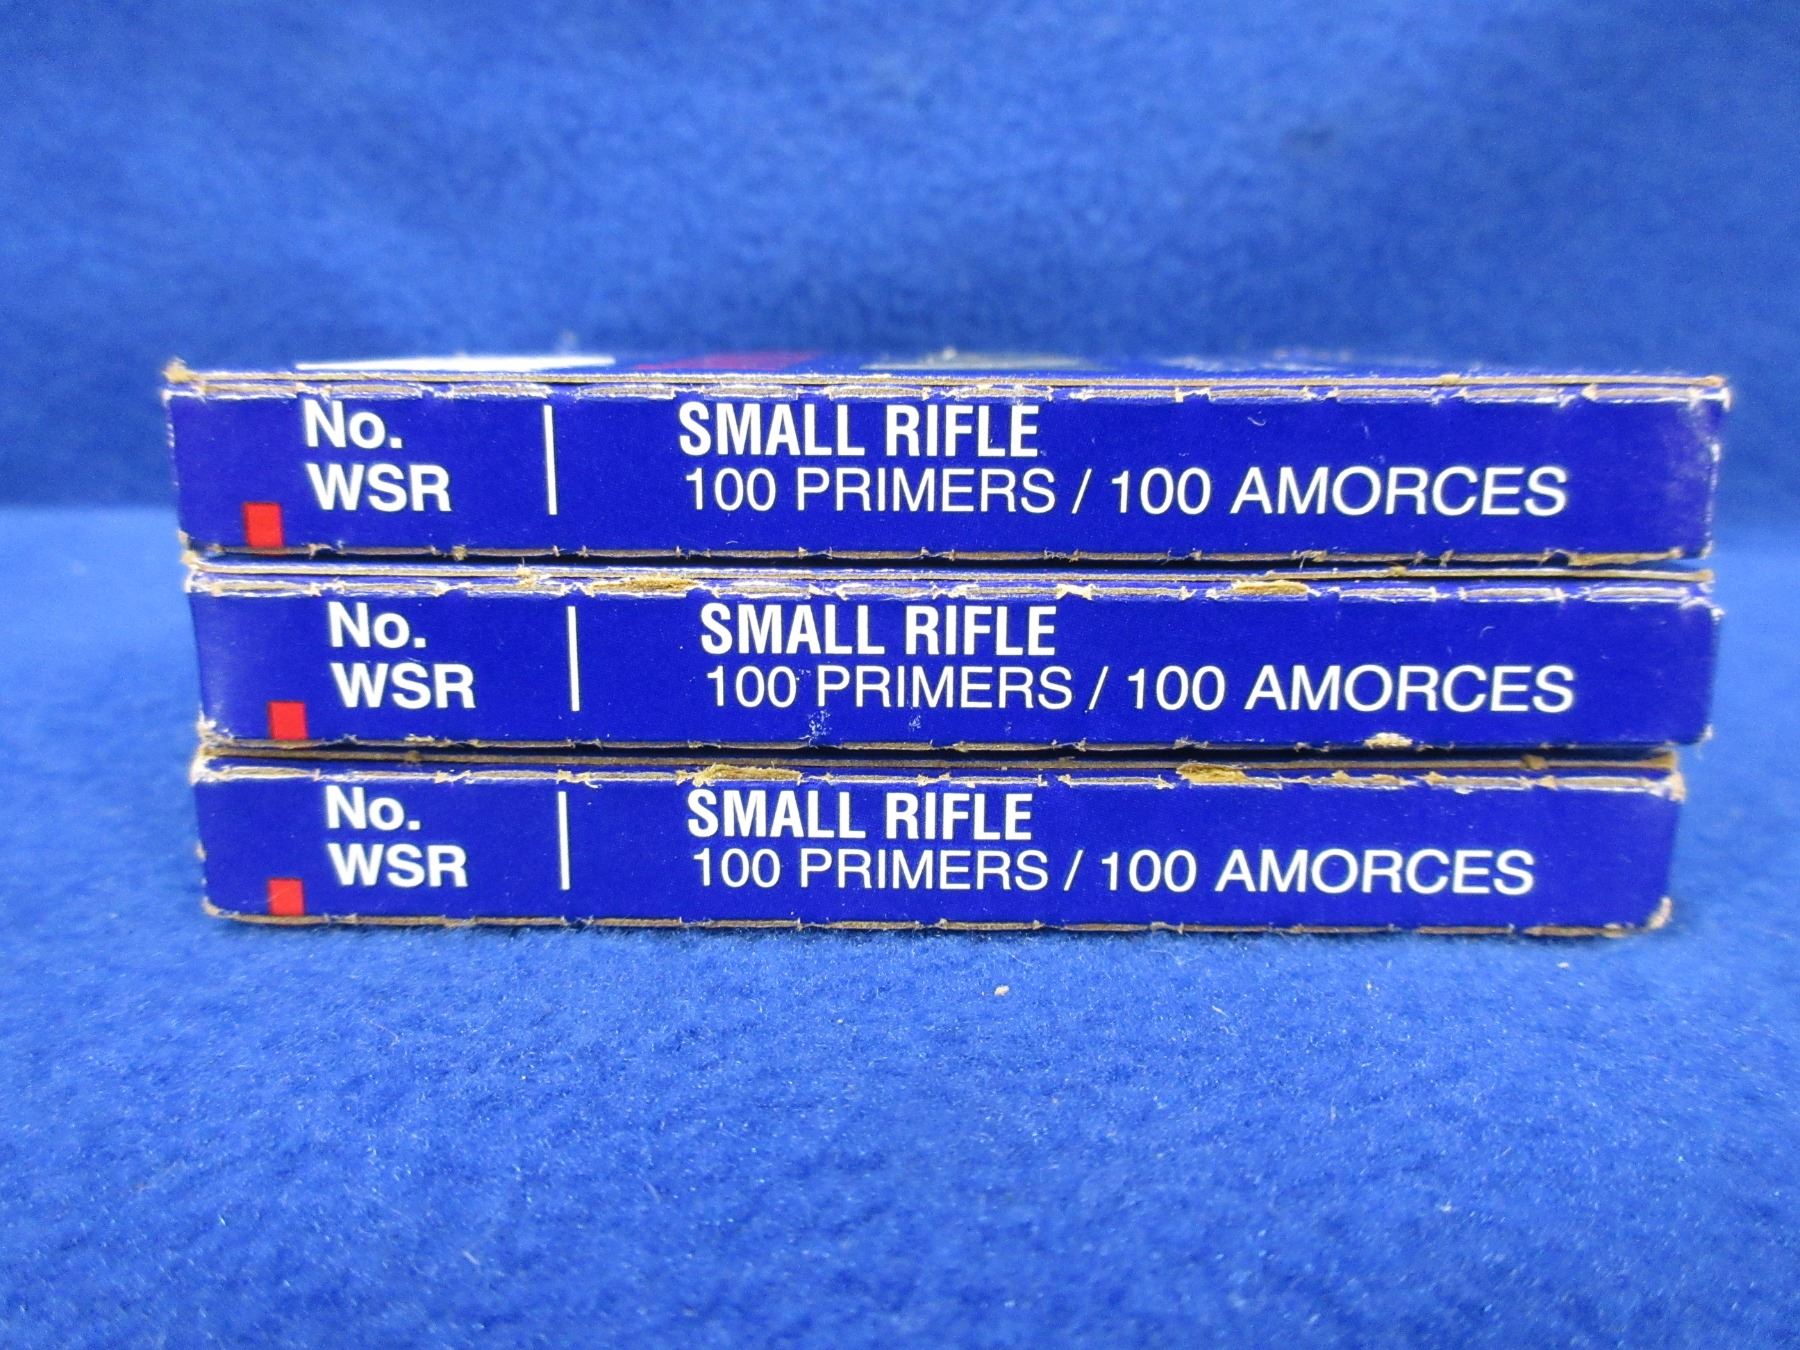 No.
WSR
SMALL RIFLE
100 PRIMERS / 100 AMORCES
No.
WSR
SMALL RIFLE
100 PRIMERS / 100 AMORCES
No.
WSR
SMALL RIFLE
100 PRIMERS / 100 AMORCES